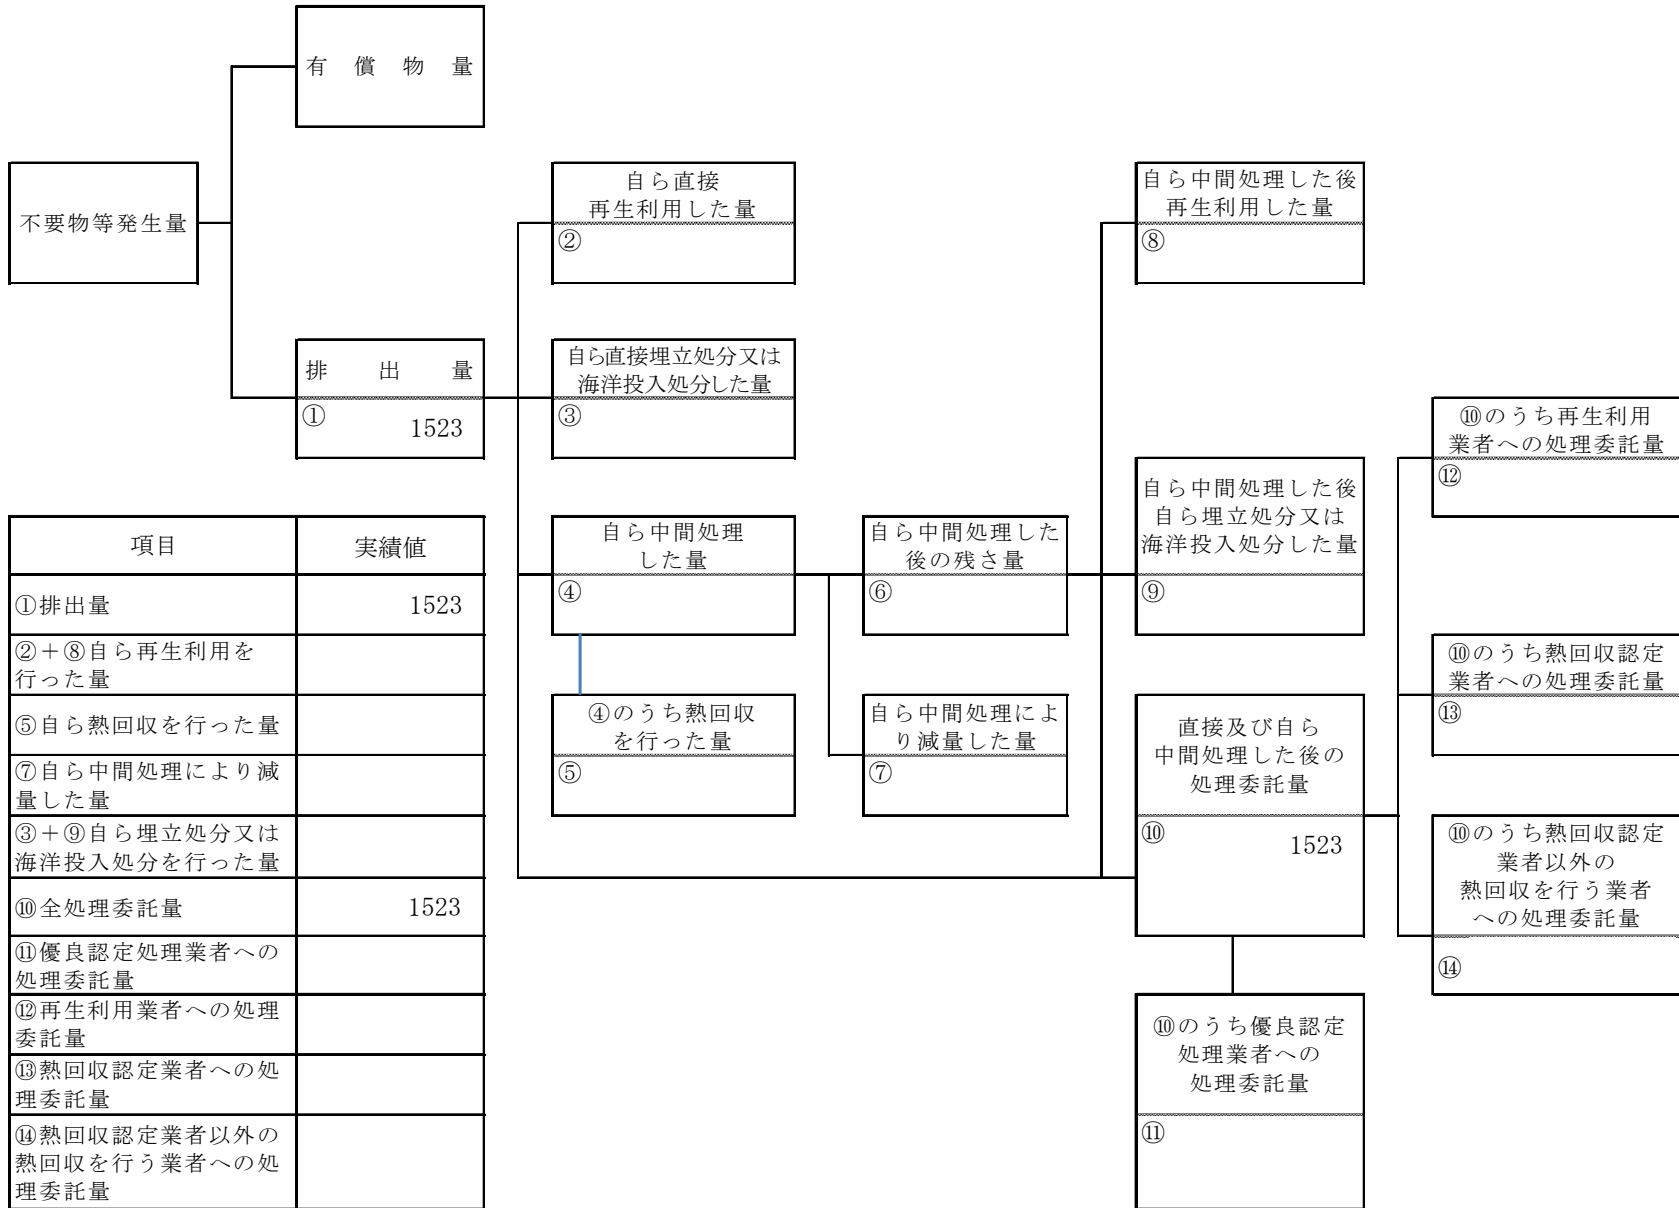 有償物量
不要物等発生量
排出量
①
1523
自ら直接
再生利用した量
②
自ら直接埋立処分又は
海洋投入処分した量
③
自ら中間処理
した量
④
④のうち熱回収
を行った量
⑤
自ら中間処理した
後の残さ量
⑥
自ら中間処理によ
り減量した量
⑦
自ら中間処理した後
再生利用した量
⑧
自ら中間処理した後
自ら埋立処分又は
海洋投入処分した量
⑨
直接及び自ら
中間処理した後の
処理委託量
⑩
1523
⑩のうち優良認定
処理業者への
処理委託量
⑪
⑩のうち再生利用
業者への処理委託量
⑫
⑩のうち熱回収認定
業者への処理委託量
⑬
⑩のうち熱回収認定
業者以外の
熱回収を行う業者
への処理委託量
⑭
項目 実績値
①排出量 1523
②+⑧自ら再生利用を
行った量
⑤自ら熱回収を行った量
⑦自ら中間処理により減
量した量
③+⑨自ら埋立処分又は
海洋投入処分を行った量
⑩全処理委託量 1523
⑪優良認定処理業者への
処理委託量
⑫再生利用業者への処理
委託量
⑬熱回収認定業者への処
理委託量
⑭熱回収認定業者以外の
熱回収を行う業者への処
理委託量